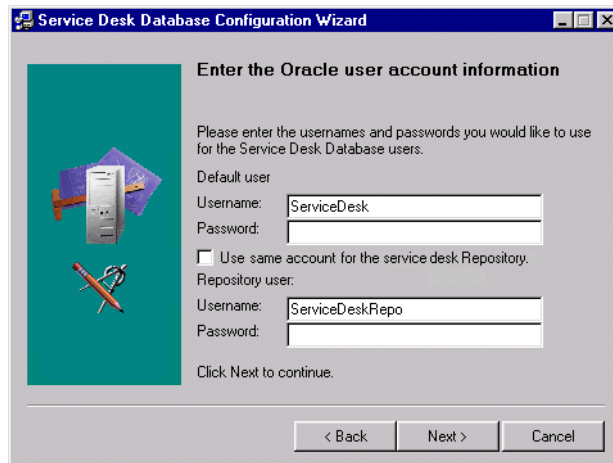 Service Desk Database Configuration Wizard
Enter the Oracle user account information
Please enter the usernames and passwords you would like to use
for the Service Desk Database users.
Default user
Username: ServiceDesk
Password:
Use same account for the service desk Repository.
Repository user:
Username: ServiceDeskRepo
Password:
Click Next to continue.
< Back Next > Cancel